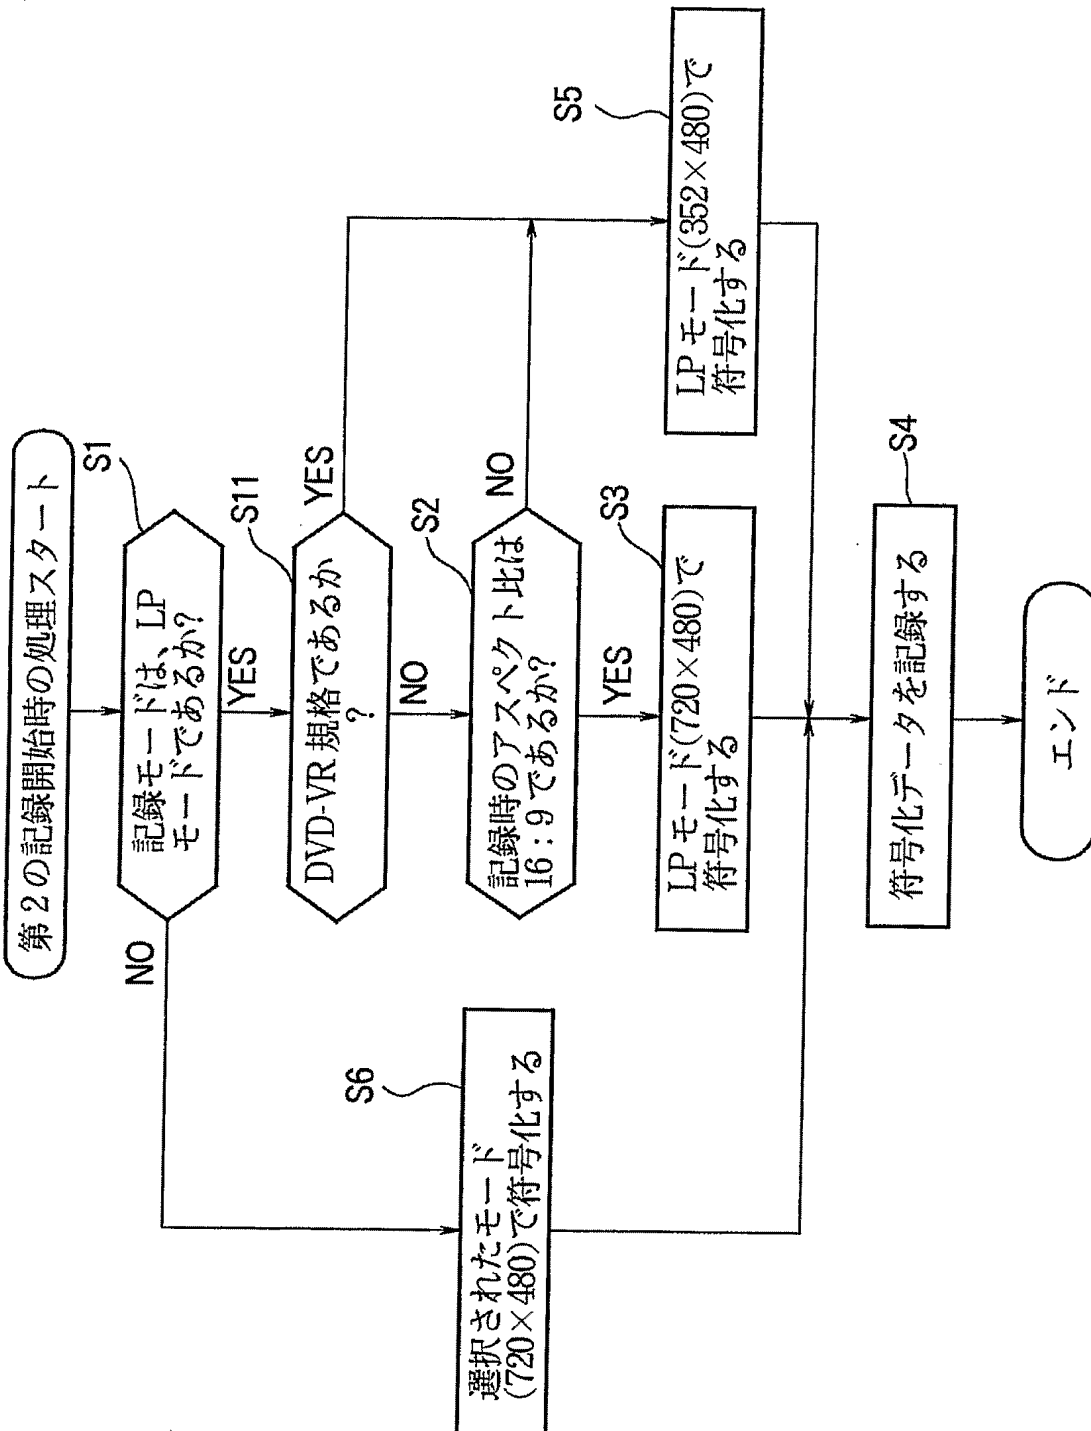 第2の記録開始時の処理スタート
S1
記録モードは、LP
モードであるか?
NO
YES
S11
DVD-VR規格であるか
?
YES
NO
S2
記録時のアスペクト比は
16:9であるか?
NO
YES
S6
選択されたモード
(720×480)で符号化する
S3
LPモード(720×480)で
符号化する
S5
LPモード(352×480)で
符号化する
S4
符号化データを記録する
エンド